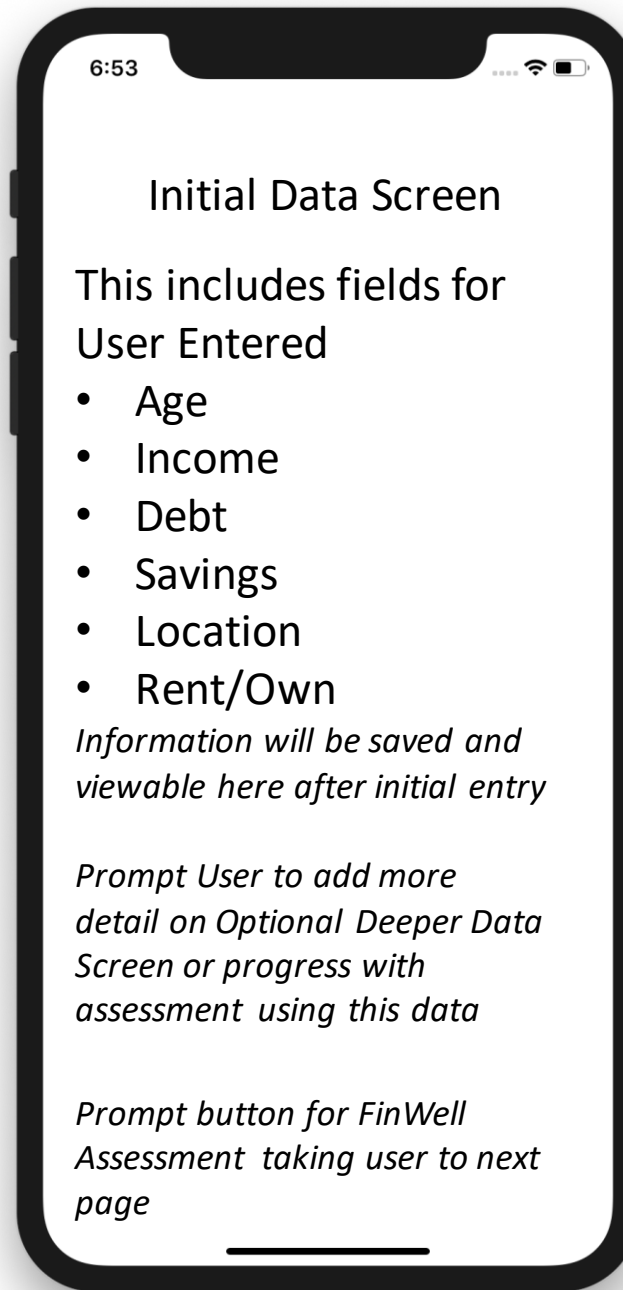 6:53
Initial Data Screen
This includes fields for
User Entered
• Age
• Income
• Debt
• Savings
• Location
• Rent/Own
Information will be saved and
viewable here after initial entry
Prompt User to add more
detail on Optional Deeper Data
Screen or progress with
assessment using this data
Prompt button for FinWell
Assessment taking user to next
page